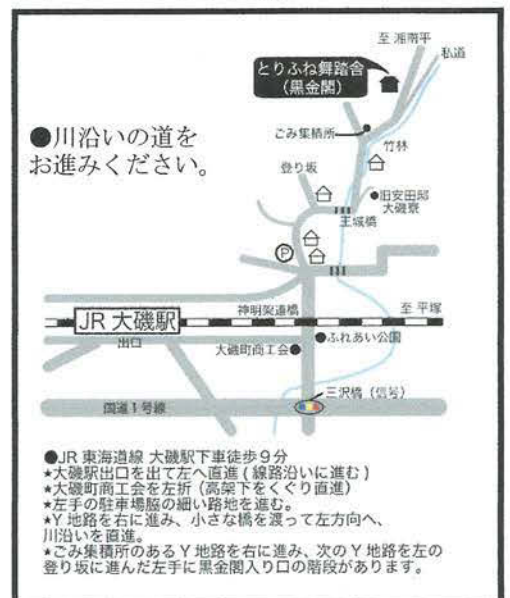 至 湘南平
私道
とりふね舞踏舎
(黒金閣)
ごみ集積所
竹林
●川沿いの道を
お進みください。
登り坂
●旧安田邸
大磯寮
王城橋
P
神明架道橋
至 平塚
JR 大磯駅
出口
ふれあい公園
大磯町商工会
三沢橋(信号)
国道1号線
●JR 東海道線 大磯駅下車徒歩9分
★大磯駅出口を出て左へ直進(線路沿いに進む)
★大磯町商工会を左折(高架下をくぐり直進)
★左手の駐車場脇の細い路地を進む。
★Y 地路を右に進み、小さな橋を渡って左方向へ、
川沿いを直進。
★ごみ集積所のあるY 地路を右に進み、次のY 地路を左の
登り坂に進んだ左手に黒金閣入り口の階段があります。